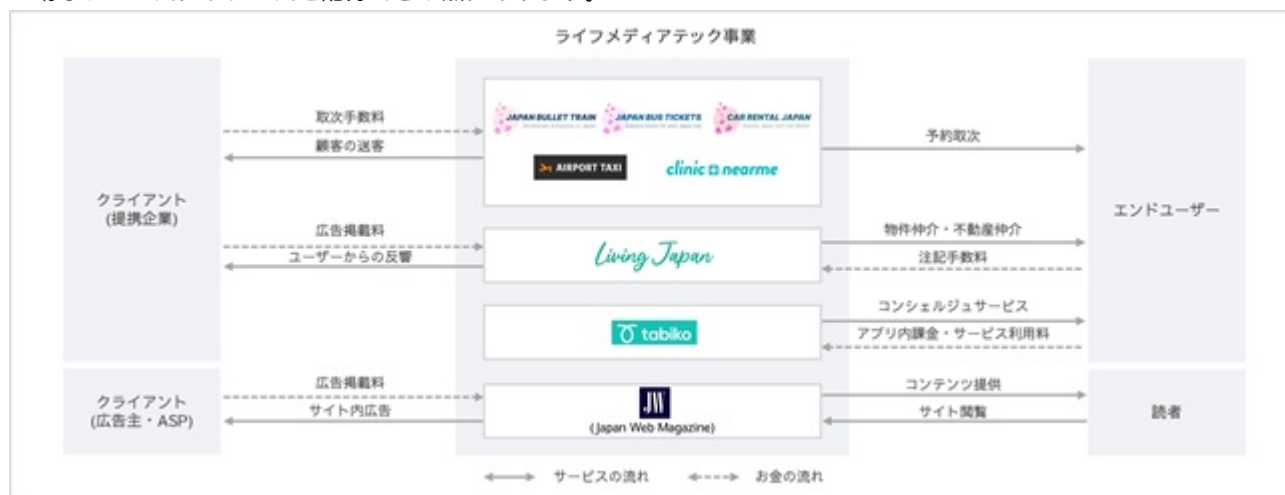 ライフメディアテック事業
クライアント
(提携企業)
取次手数料
顧客の送客
JAPAN BULLET TRAIN
JAPAN BUS TICKETS
CAR RENTAL JAPAN
AIRPORT TAXI
clinic nearme
予約取次
エンドユーザー
広告掲載料
ユーザーからの反響
Living Japan
物件仲介・不動産仲介
注記手数料
tabiko
コンシェルジュサービス
アプリ内課金・サービス利用料
クライアント
(広告主・ASP)
広告掲載料
サイト内広告
JW
(Japan Web Magazine)
コンテンツ提供
サイト閲覧
読者
サービスの流れ
お金の流れ